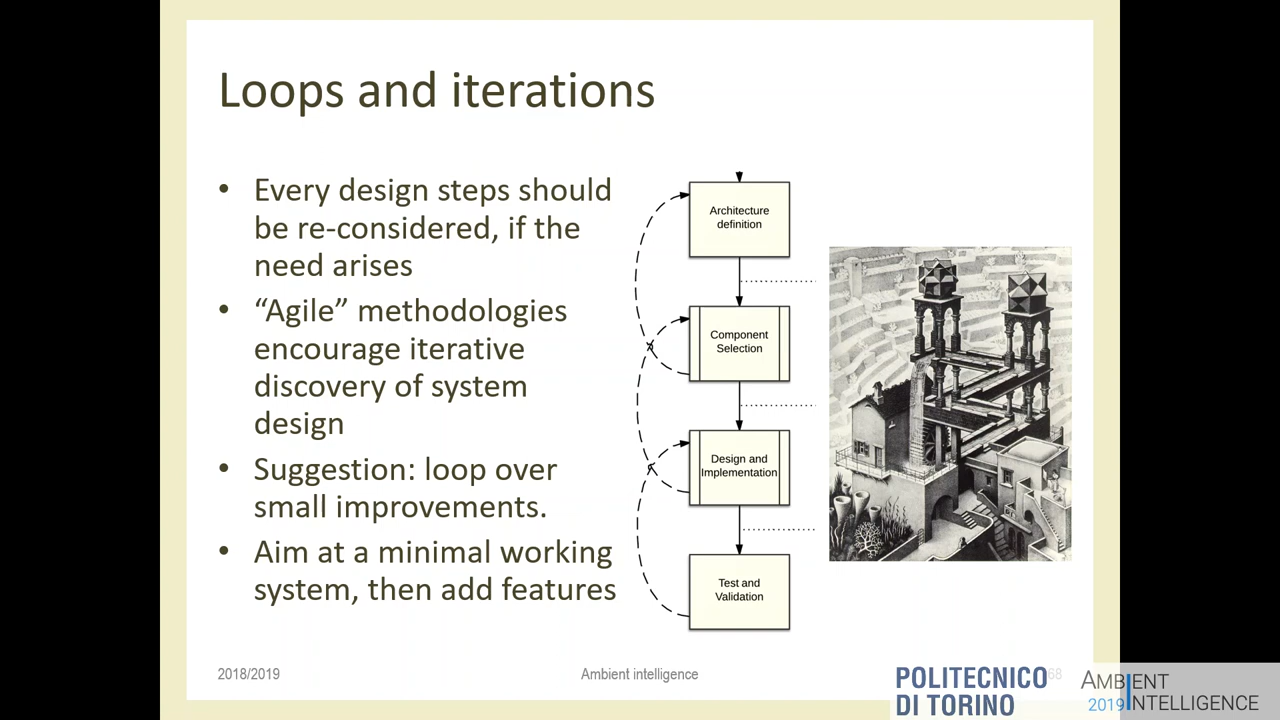 Loops and iterations
• Every design steps should
be re-considered, if the
need arises
• “Agile” methodologies
encourage iterative
discovery of system
design
• Suggestion: loop over
small improvements.
• Aim at a minimal working
system, then add features
Architecture
definition
Component
Selection
Design and
Implementation
Test and
Validation
2018/2019
Ambient intelligence
68
POLITECNICO
DI TORINO
AMBIENT
2019 INTELLIGENCE